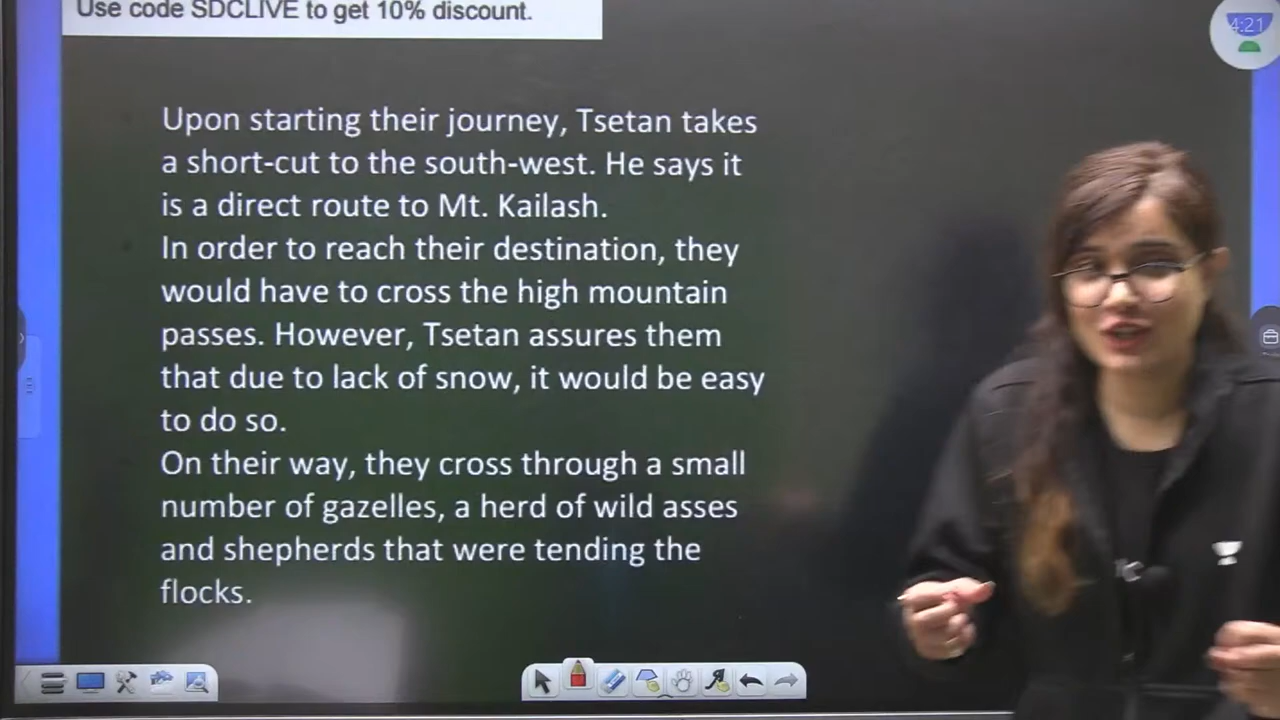 Use code SDCLIVE to get 10% discount.
4:21
Upon starting their journey, Tsetan takes
a short-cut to the south-west. He says it
is a direct route to Mt. Kailash.
In order to reach their destination, they
would have to cross the high mountain
passes. However, Tsetan assures them
that due to lack of snow, it would be easy
to do so.
On their way, they cross through a small
number of gazelles, a herd of wild asses
and shepherds that were tending the
flocks.